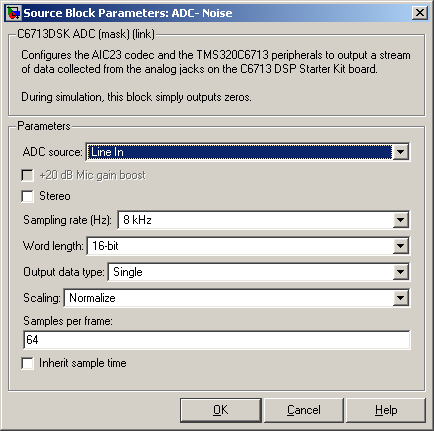 Source Block Parameters: ADC- Noise
C6713DSK ADC (mask) (link)
Configures the AIC23 codec and the TMS320C6713 peripherals to output a stream
of data collected from the analog jacks on the C6713 DSP Starter Kit board.
During simulation, this block simply outputs zeros.
Parameters
ADC source: Line In
+20 dB Mic gain boost
Stereo
Sampling rate (Hz): 8 kHz
Word length: 16-bit
Output data type: Single
Scaling: Normalize
Samples per frame:
64
Inherit sample time
OK Cancel Help